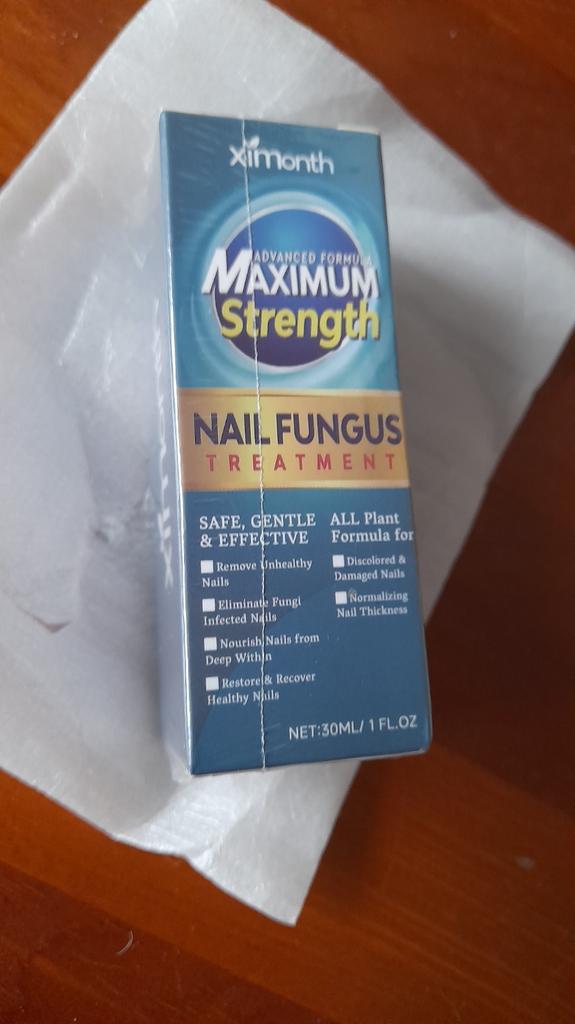 ximonth
ADVANCED FORMULA
MAXIMUM
Strength
NAIL FUNGUS
TREATMENT
SAFE, GENTLE
& EFFECTIVE
Remove Unhealthy
Nails
Eliminate Fungi
Infected Nails
Nourish Nails from
Deep Within
Restore & Recover
Healthy Nails
ALL Plant
Formula for
Discolored &
Damaged Nails
Normalizing
Nail Thickness
NET:30ML/ 1 FL.OZ